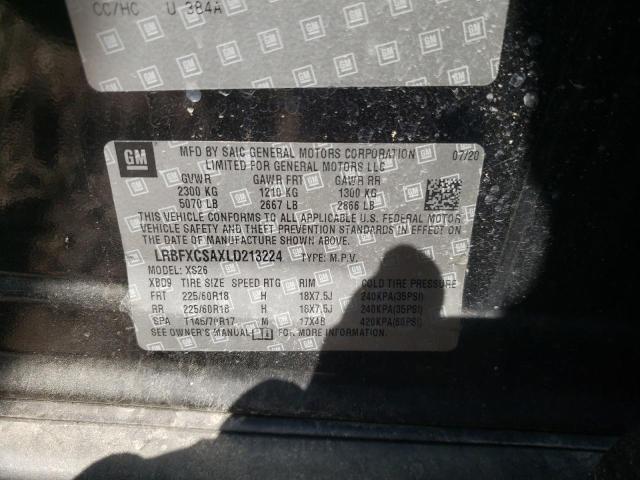 CC/HC U 384A
GM MFD BY SAIC GENERAL MOTORS CORPORATION 07/20
LIMITED FOR GENERAL MOTORS LLC
GVWR GAWR FRT GAWR RR
2300 KG 1210 KG 1300 KG
5070 LB 2667 LB 2866 LB
THIS VEHICLE CONFORMS TO ALL APPLICABLE U.S. FEDERAL MOTOR
VEHICLE SAFETY AND THEFT PREVENTION STANDARDS IN
EFFECT ON THE DATE OF MANUFACTURE SHOWN ABOVE.
LRBFXCSAXLD213224 TYPE: M.P.V.
MODEL: XS26
XBD9 TIRE SIZE SPEED RTG RIM COLD TIRE PRESSURE
FRT 225/60R18 H 18X7.5J 240KPA(35PSI)
RR 225/60R18 H 18X7.5J 240KPA(35PSI)
SPA T145/70R17 M 17X4B 420KPA(60PSI)
SEE OWNER'S MANUAL